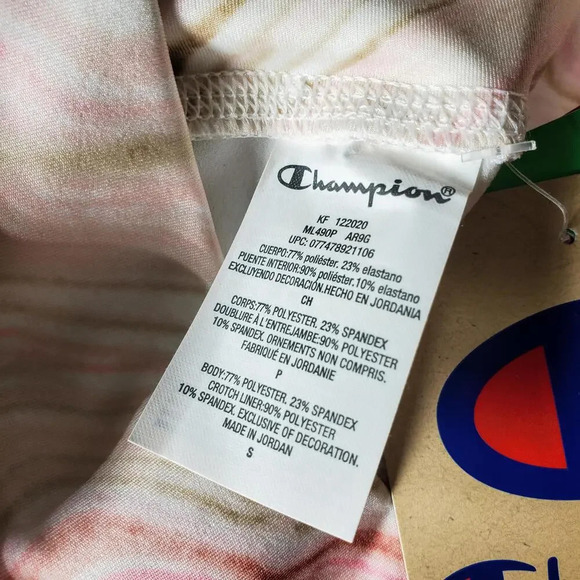 Champion®
KF 122020
ML490P AR9G
UPC: 077478921106
CUERPO:77% poliéster, 23% elastano
PUENTE INTERIOR:90% poliéster.10% elastano
EXCLUYENDO DECORACIÓN.HECHO EN JORDANIA
CH
CORPS:77% POLYESTER, 23% SPANDEX
DOUBLURE À L'ENTREJAMBE:90% POLYESTER
10% SPANDEX. ORNEMENTS NON COMPRIS.
FABRIQUÉ EN JORDANIE
P
BODY:77% POLYESTER, 23% SPANDEX
CROTCH LINER:90% POLYESTER
10% SPANDEX. EXCLUSIVE OF DECORATION.
MADE IN JORDAN
S